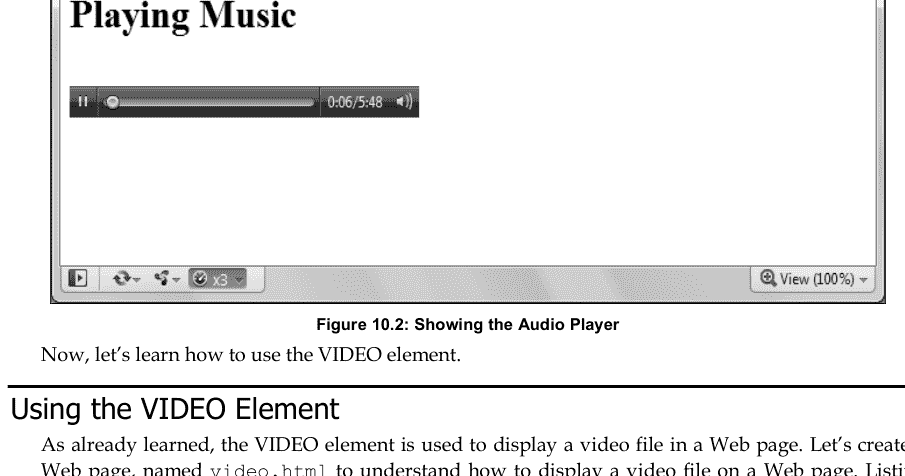 Playing Music
0:06/5:48
x3
View (100%)
Figure 10.2: Showing the Audio Player
Now, let's learn how to use the VIDEO element.
Using the VIDEO Element
As already learned, the VIDEO element is used to display a video file in a Web page. Let's create
Web page, named video.html to understand how to display a video file on a Web page.